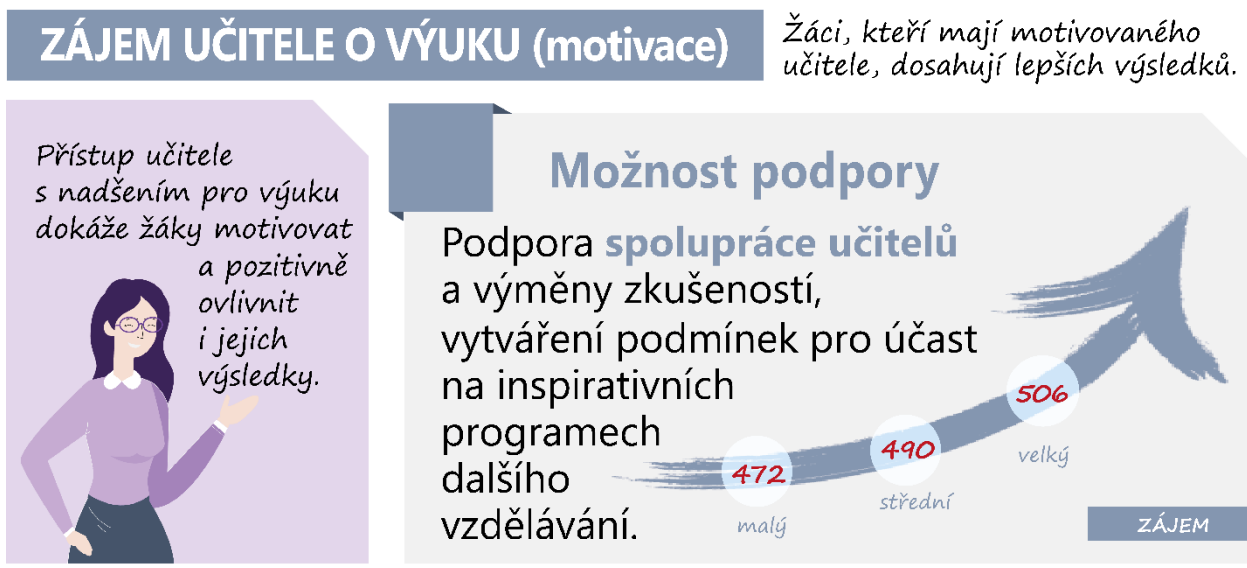 ZÁJEM UČITELE O VÝUKU (motivace)
Žáci, kteří mají motivovaného
učitele, dosahují lepších výsledků.
Přístup učitele
s nadšením pro výuku
dokáže žáky motivovat
a pozitivně
ovlivnit
i jejich
výsledky.
Možnost podpory
Podpora spolupráce učitelů
a výměny zkušeností,
vytváření podmínek pro účast
na inspirativních
programech
dalšího
vzdělávání.
472
malý
490
střední
506
velký
ZÁJEM